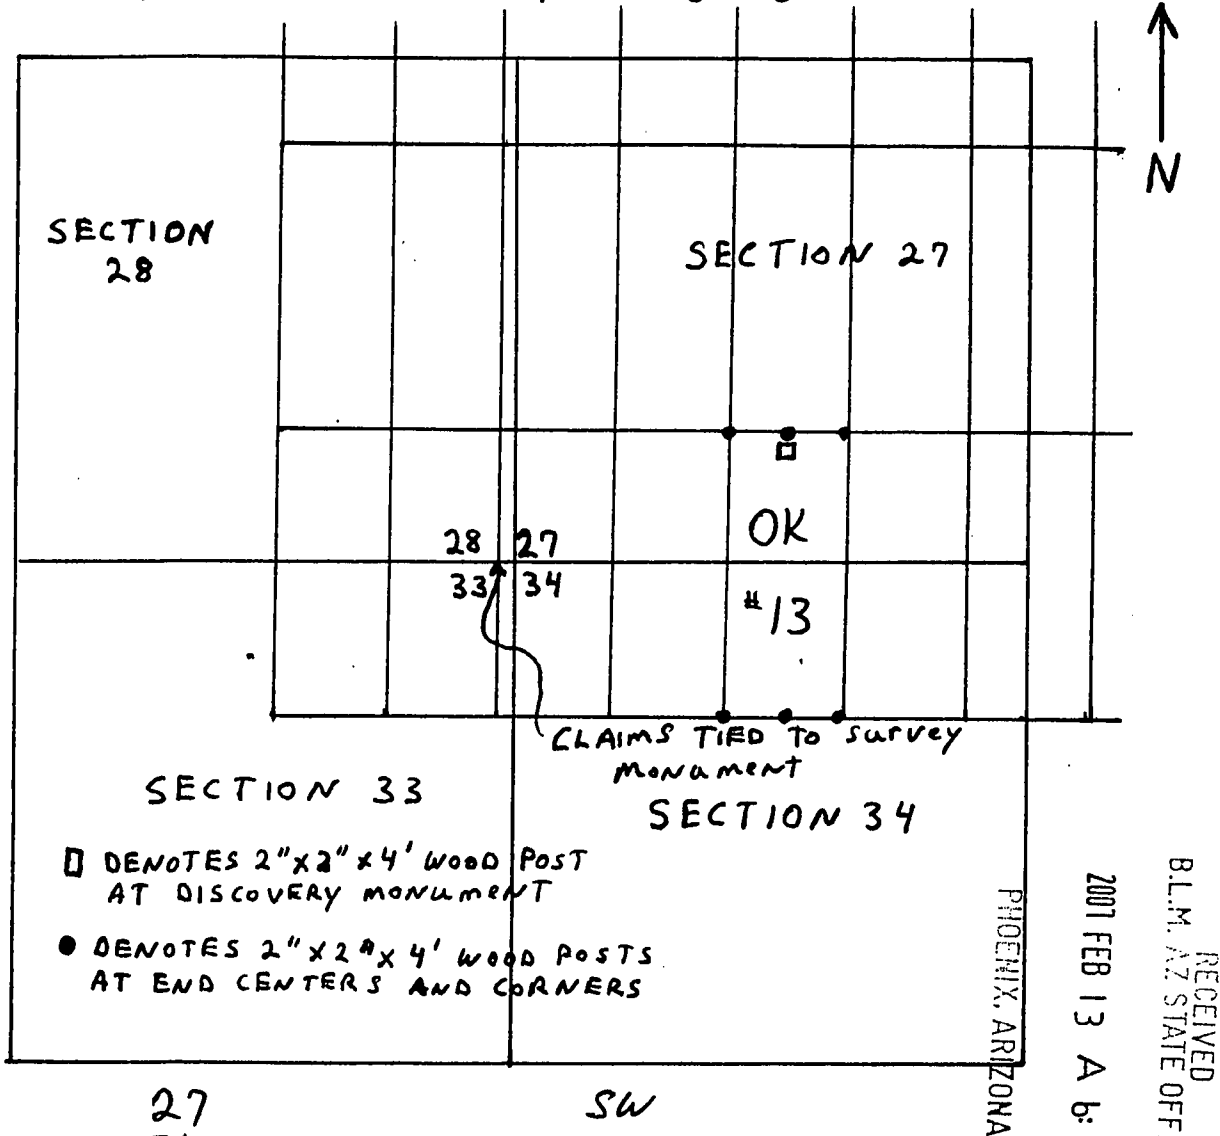 N
SECTION
28
SECTION 27
OK
28 27
33 34
#13
CLAIMS TIED TO survey
monument
SECTION 33
SECTION 34
DENOTES 2"x2"x4' WOOD POST
AT DISCOVERY monument
DENOTES 2"x2"x4' WOOD POSTS
AT END CENTERS AND CORNERS
RECEIVED
B.L.M. AZ STATE OFF
2007 FEB 13 A 6:
PHOENIX, ARIZONA
27
SW